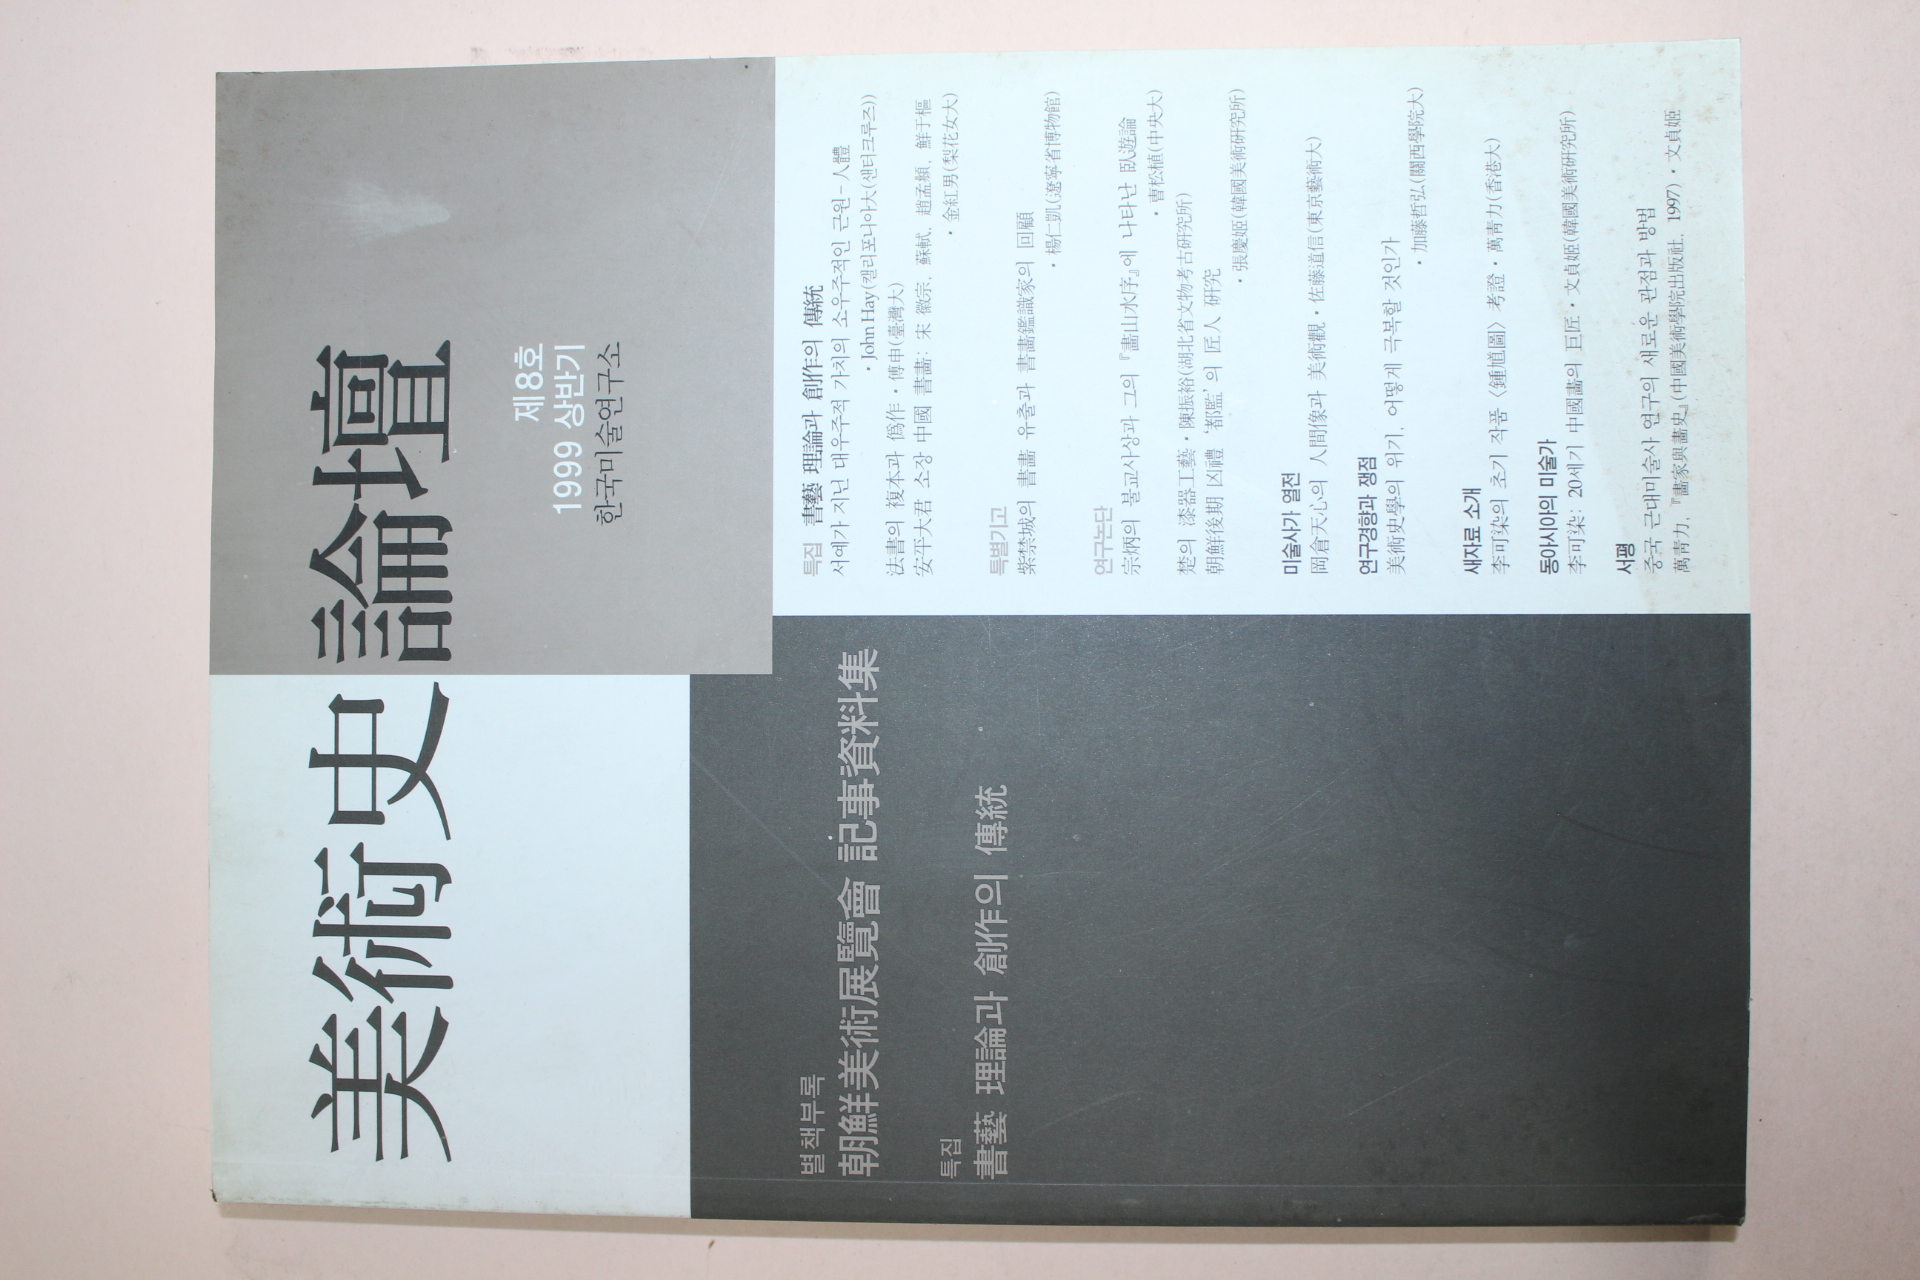 美術史論壇
제8호
1999 상반기
한국미술연구소
특집 書藝 理論과 創作의 傳統
서예가 지닌 대우주적 가치의 소우주적인 근원-人體
・John Hay(캘리포니아大(샌터크루즈))
法書의 複本과 僞作・傅申(臺灣大)
安平大君 소장 中國 書畵: 宋 徽宗, 蘇軾, 趙孟頫, 鮮于樞
・金紅男(梨花女大)
특별기고
紫禁城의 書畵 유출과 書畵鑑識家의 回顧
・楊仁凱(遼寧省博物館)
연구논단
宗炳의 불교사상과 그의 『畵山水序』에 나타난 臥遊論
・曺松植(中央大)
楚의 漆器工藝・陳振裕(湖北省文物考古硏究所)
朝鮮後期 凶禮 ‘都監’의 匠人 硏究
・張慶姬(韓國美術硏究所)
미술사가 열전
岡倉天心의 人間像과 美術觀・佐藤道信(東京藝術大)
연구경향과 쟁점
美術史學의 위기, 어떻게 극복할 것인가
・加藤哲弘(關西學院大)
새자료 소개
李可染의 초기 작품 〈鍾馗圖〉 考證・萬靑力(香港大)
동아시아의 미술가
李可染: 20세기 中國畵의 巨匠・文貞姬(韓國美術硏究所)
서평
중국 근대미술사 연구의 새로운 관점과 방법
萬靑力, 『畵家與畵史』(中國美術學院出版社, 1997)・文貞姬
별책부록
朝鮮美術展覽會 記事資料集
특집
書藝 理論과 創作의 傳統